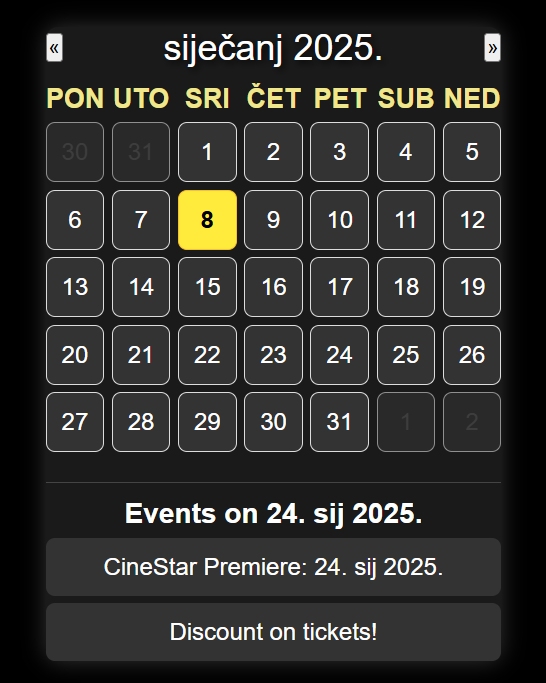 « siječanj 2025. »
PON UTO SRI ČET PET SUB NED
30 31 1 2 3 4 5
6 7 8 9 10 11 12
13 14 15 16 17 18 19
20 21 22 23 24 25 26
27 28 29 30 31 1 2
Events on 24. sij 2025.
CineStar Premiere: 24. sij 2025.
Discount on tickets!